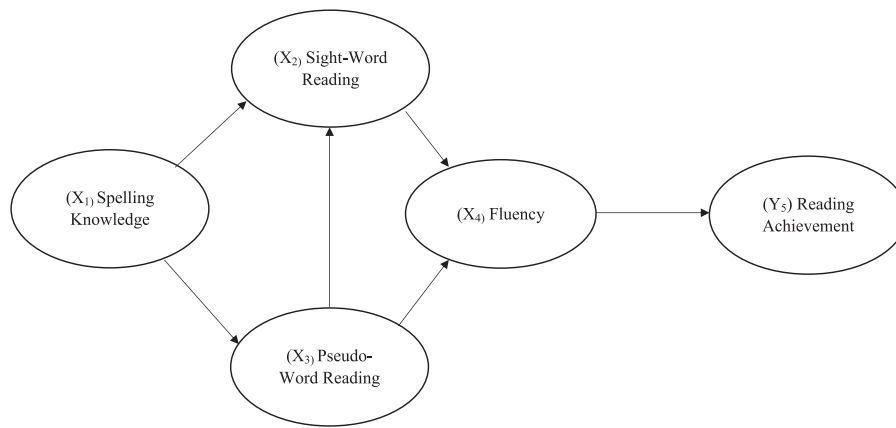 (X₂) Sight-Word
Reading
(X₁) Spelling
Knowledge
(X₄) Fluency
(Y₅) Reading
Achievement
(X₃) Pseudo-
Word Reading